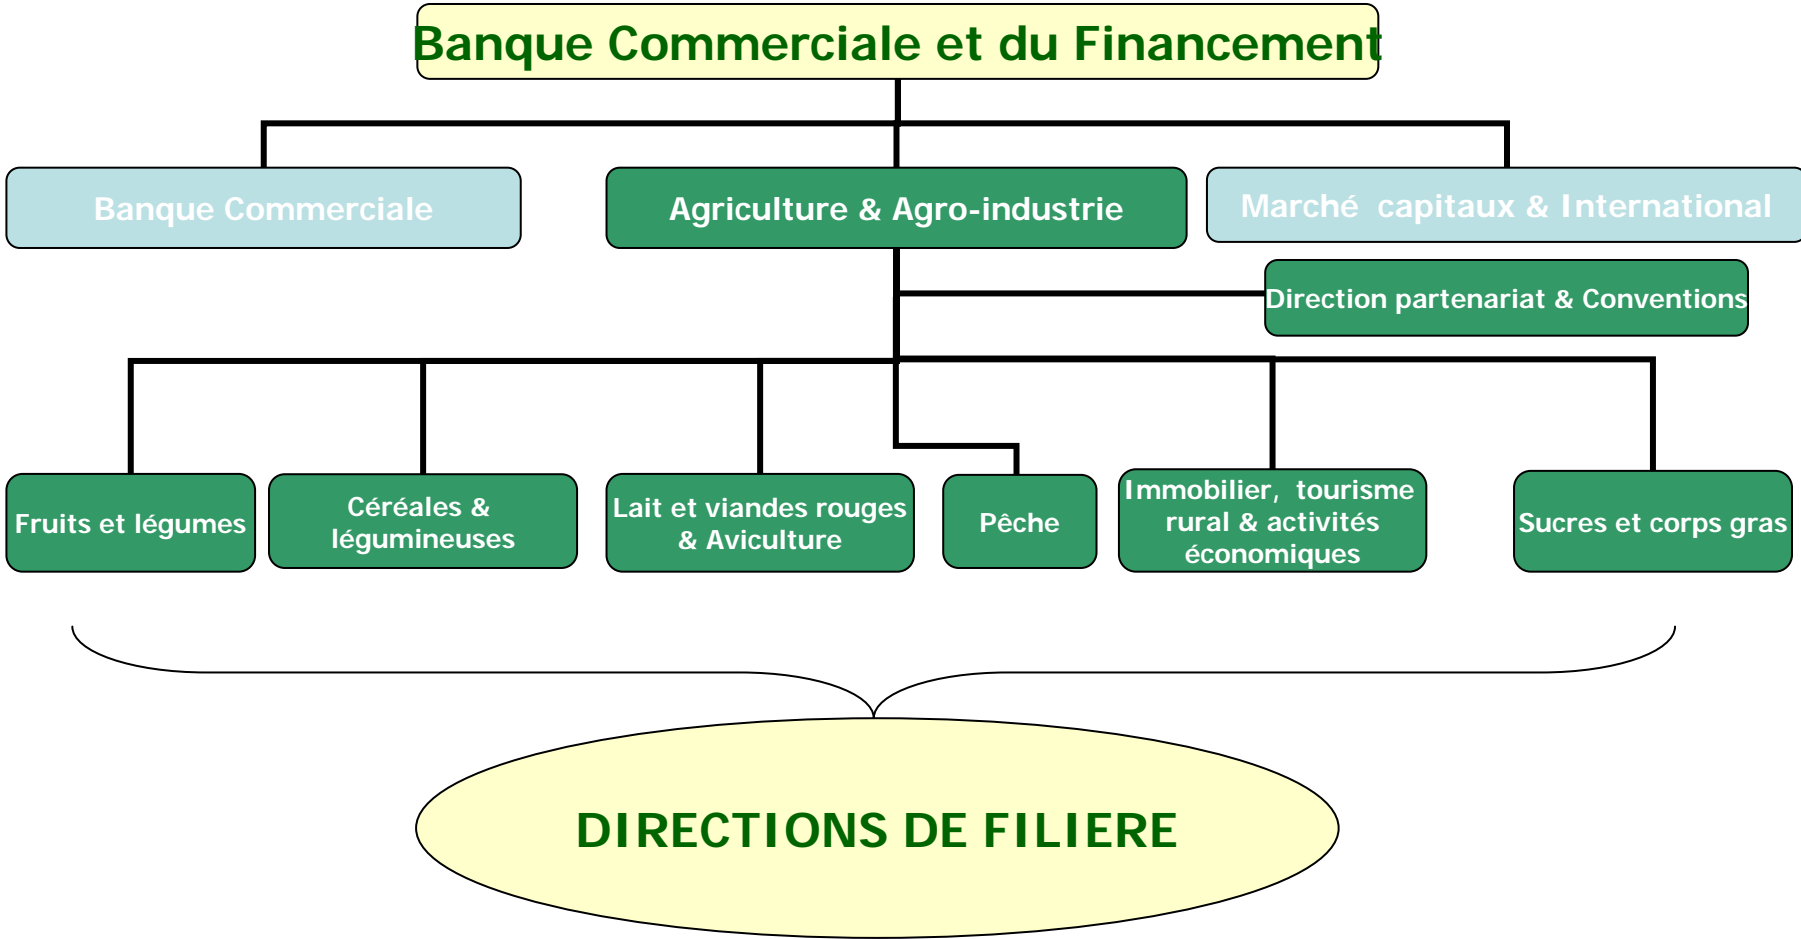 Banque Commerciale et du Financement
Banque Commerciale
Agriculture & Agro-industrie
Marché capitaux & International
Direction partenariat & Conventions
Fruits et légumes
Céréales &
légumineuses
Lait et viandes rouges
& Aviculture
Pêche
Immobilier, tourisme
rural & activités
économiques
Sucres et corps gras
DIRECTIONS DE FILIERE